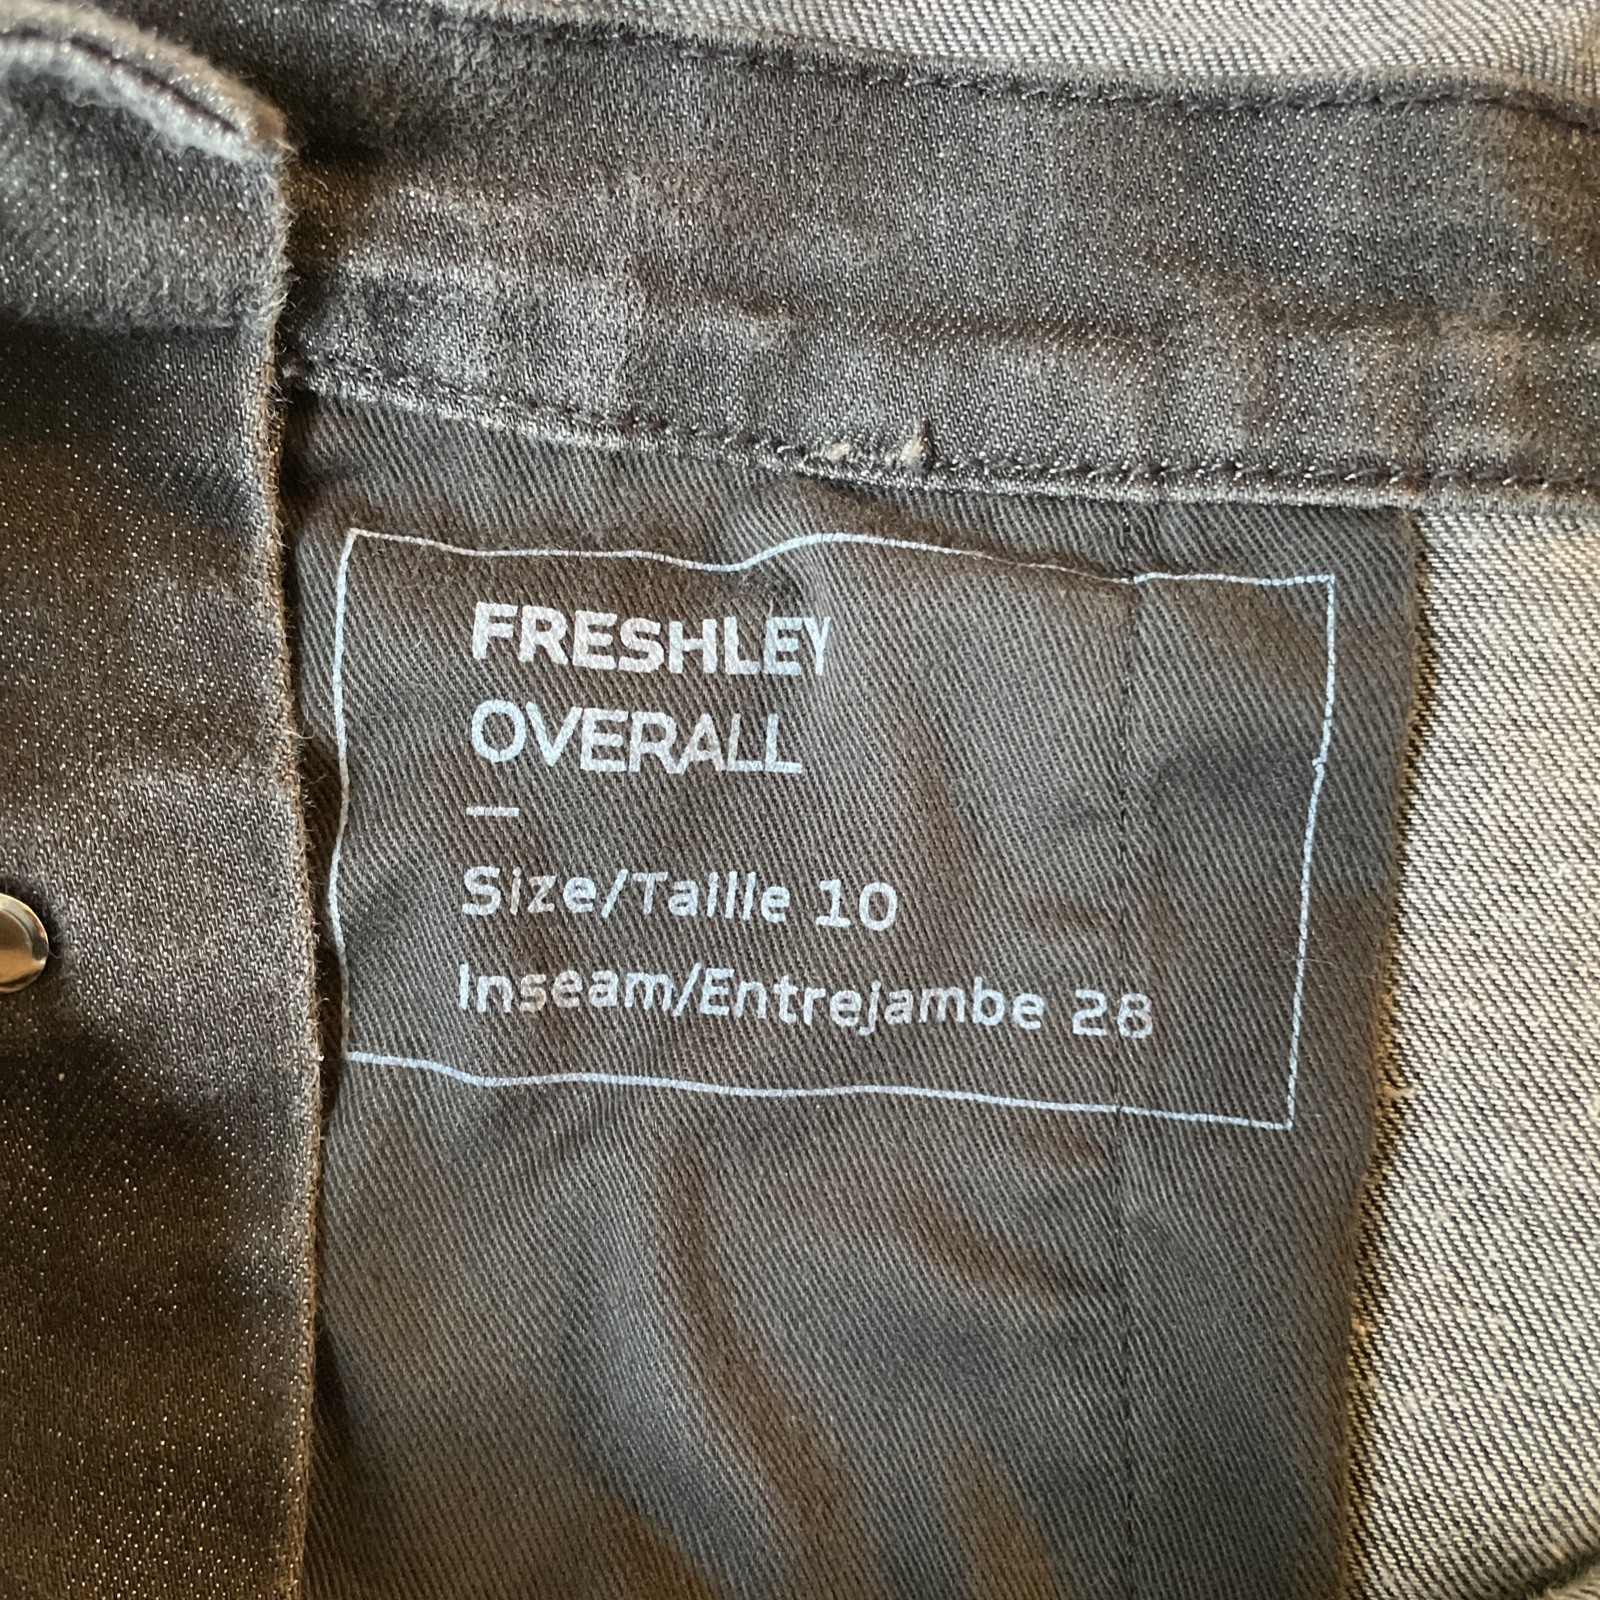 FRESHLEY
OVERALL
—
Size/Taille 10
Inseam/Entrejambe 28